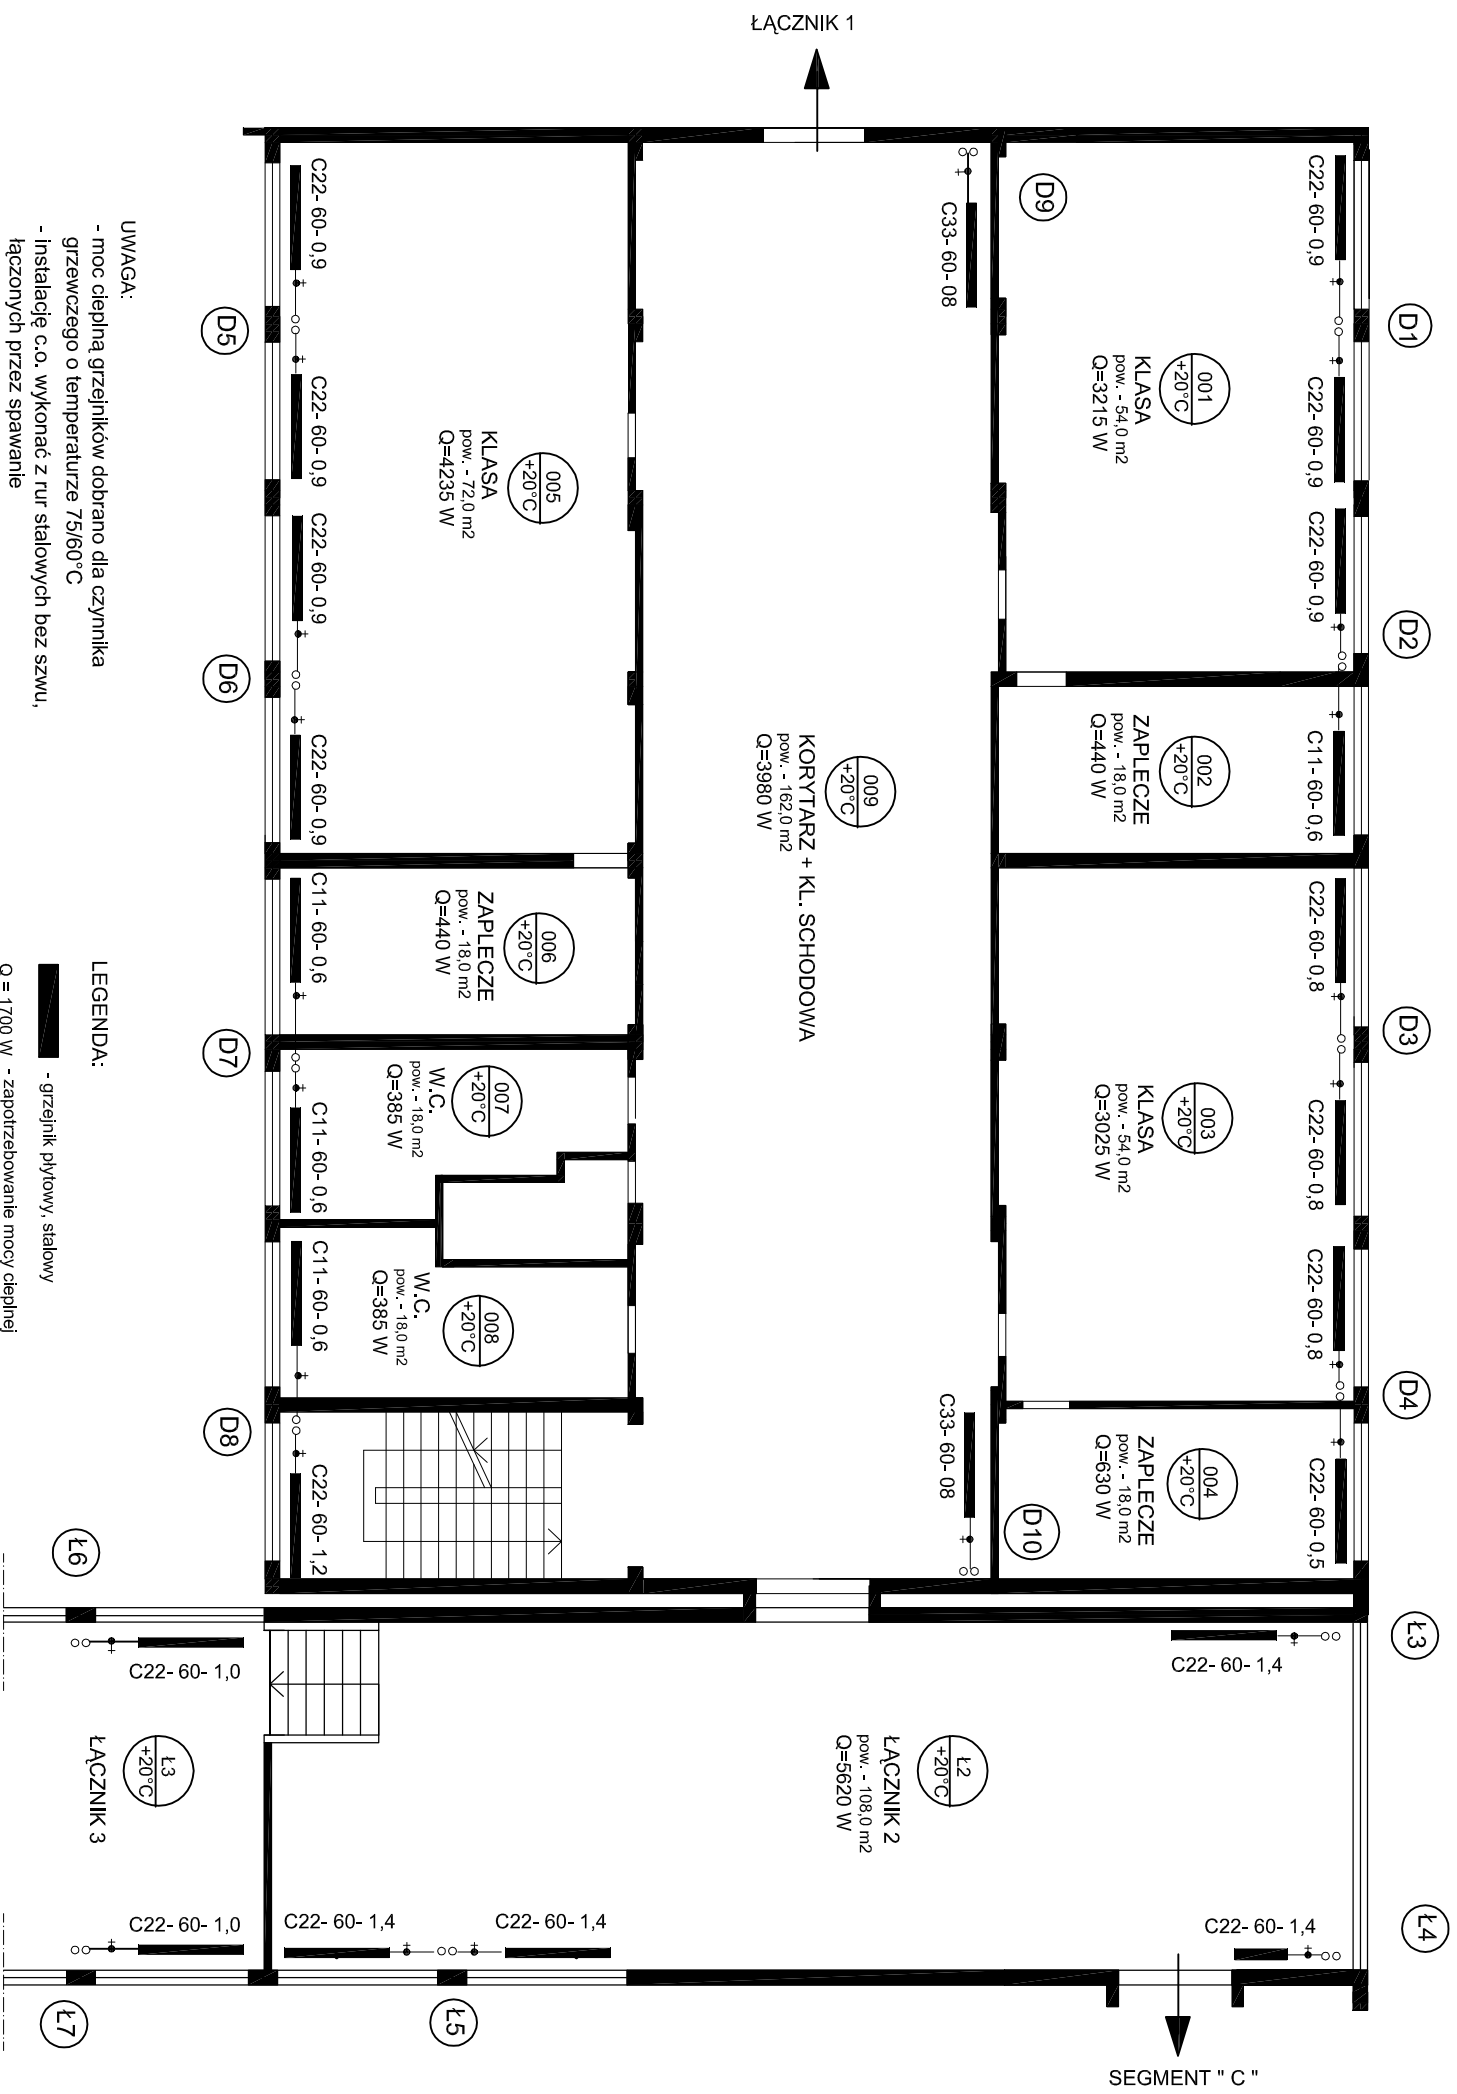 ŁĄCZNIK 1
D1
D2
D3
D4
Ł3
Ł4
C22- 60- 0,9
C22- 60- 0,9
C22- 60- 0,9
C11- 60- 0,6
C22- 60- 0,8
C22- 60- 0,8
C22- 60- 0,8
C22- 60- 0,5
D9
001
+20°C
KLASA
pow. - 54,0 m2
Q=3215 W
002
+20°C
ZAPLECZE
pow. - 18,0 m2
Q=440 W
003
+20°C
KLASA
pow. - 54,0 m2
Q=3025 W
004
+20°C
ZAPLECZE
pow. - 18,0 m2
Q=630 W
D10
C33- 60- 08
C33- 60- 08
009
+20°C
KORYTARZ + KL. SCHODOWA
pow. - 162,0 m2
Q=3980 W
005
+20°C
KLASA
pow. - 72,0 m2
Q=4235 W
006
+20°C
ZAPLECZE
pow. - 18,0 m2
Q=440 W
007
+20°C
W.C.
pow. - 18,0 m2
Q=385 W
008
+20°C
W.C.
pow. - 18,0 m2
Q=385 W
C22- 60- 0,9
C22- 60- 0,9
C22- 60- 0,9
C22- 60- 0,9
C11- 60- 0,6
C11- 60- 0,6
C11- 60- 0,6
C22- 60- 1,2
D5
D6
D7
D8
Ł6
C22- 60- 1,4
C22- 60- 1,4
Ł2
+20°C
ŁĄCZNIK 2
pow. - 108,0 m2
Q=5620 W
C22- 60- 1,4
C22- 60- 1,4
C22- 60- 1,0
Ł3
+20°C
ŁĄCZNIK 3
C22- 60- 1,0
Ł5
Ł7
SEGMENT " C "
UWAGA:
- moc cieplną grzejników dobrano dla czynnika
grzewczego o temperaturze 75/60°C
- instalację c.o. wykonać z rur stalowych bez szwu,
łączonych przez spawanie
LEGENDA:
- grzejnik płytowy, stalowy
Q = 1700 W - zapotrzebowanie mocy cieplnej